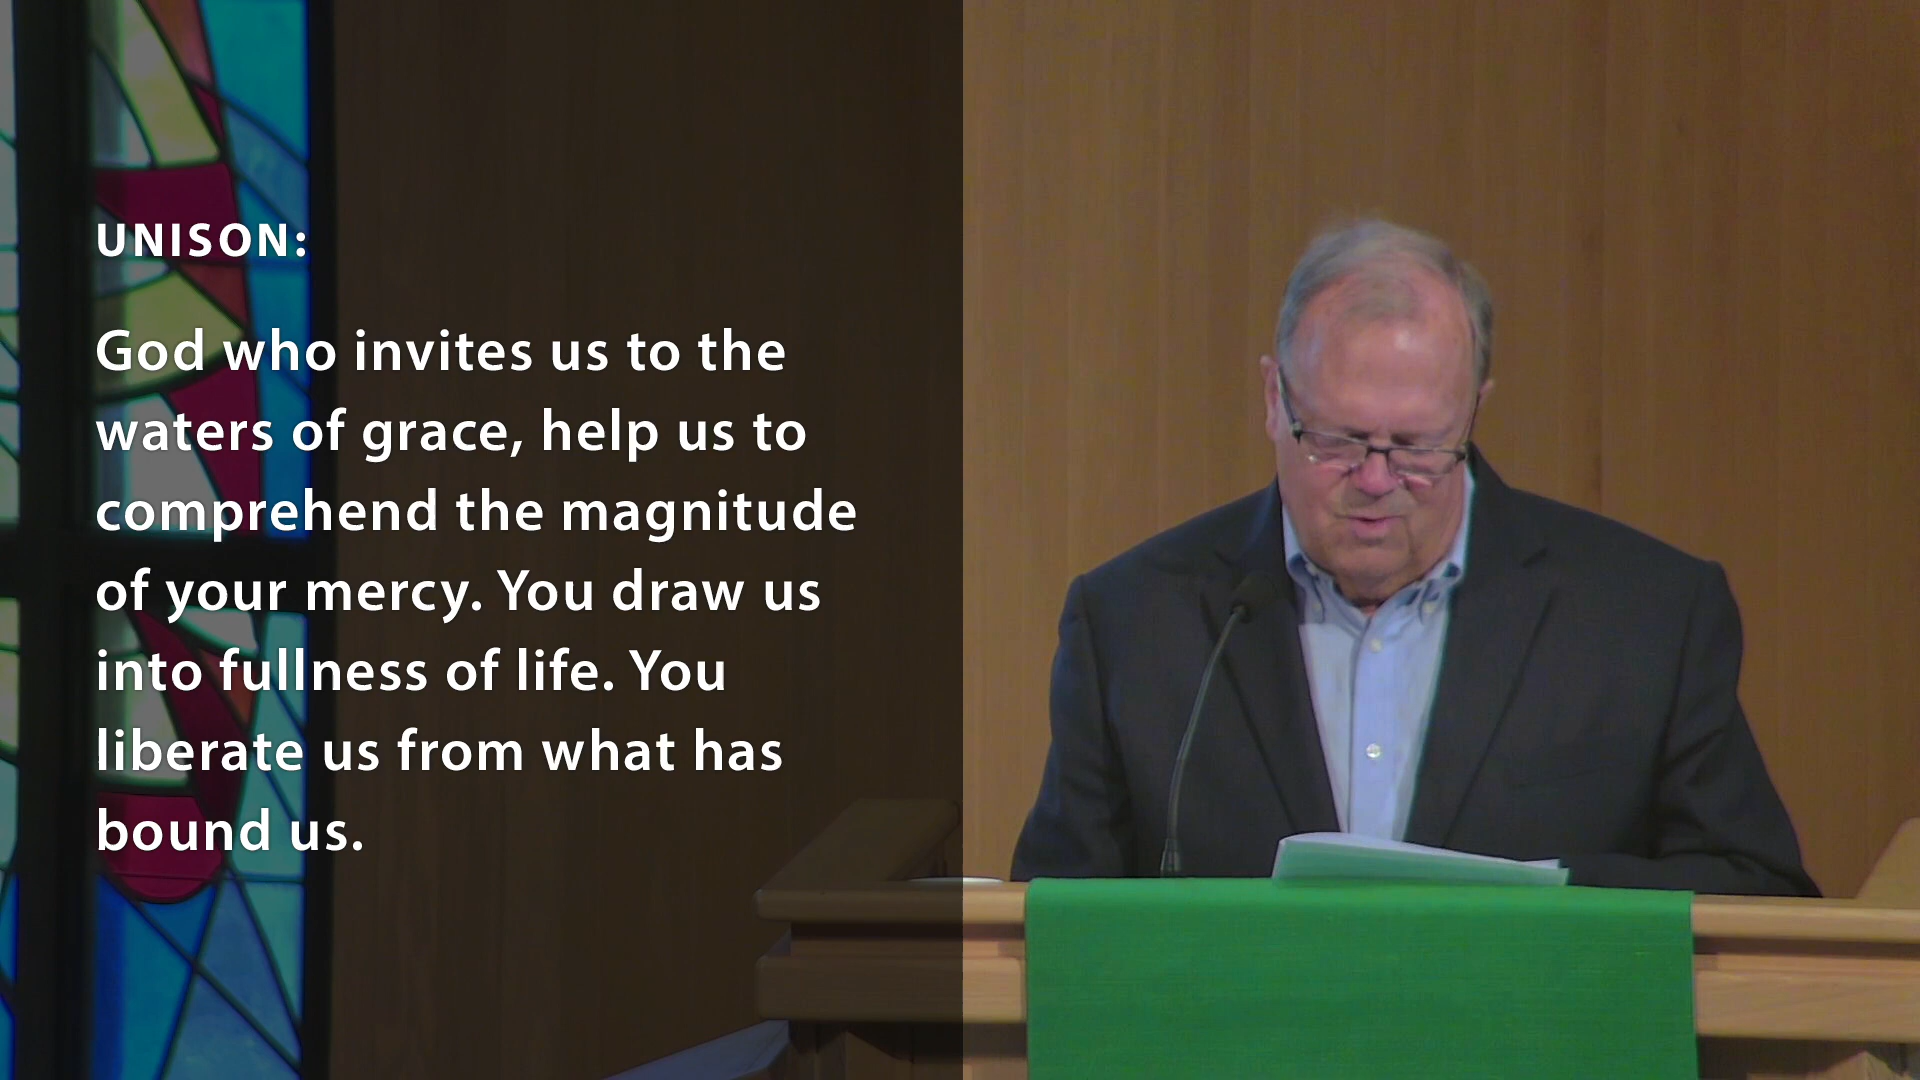 UNISON:
God who invites us to the
waters of grace, help us to
comprehend the magnitude
of your mercy. You draw us
into fullness of life. You
liberate us from what has
bound us.